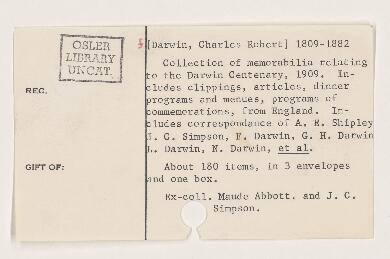 OSLER
LIBRARY
UNCAT.
REC.
GIFT OF:
[Darwin, Charles Robert] 1809-1882
Collection of memorabilia relating
to the Darwin Centenary, 1909. In-
cludes clippings, articles, dinner
programs and menues, programs of
commemorations, from England. In-
cludes correspondance of A. E. Shipley
J. G. Simpson, F. Darwin, G. H. Darwin
L. Darwin, N. Darwin, et al.
About 180 items, in 3 envelopes
and one box.
Ex-coll. Maude Abbott. and J. C.
Simpson.